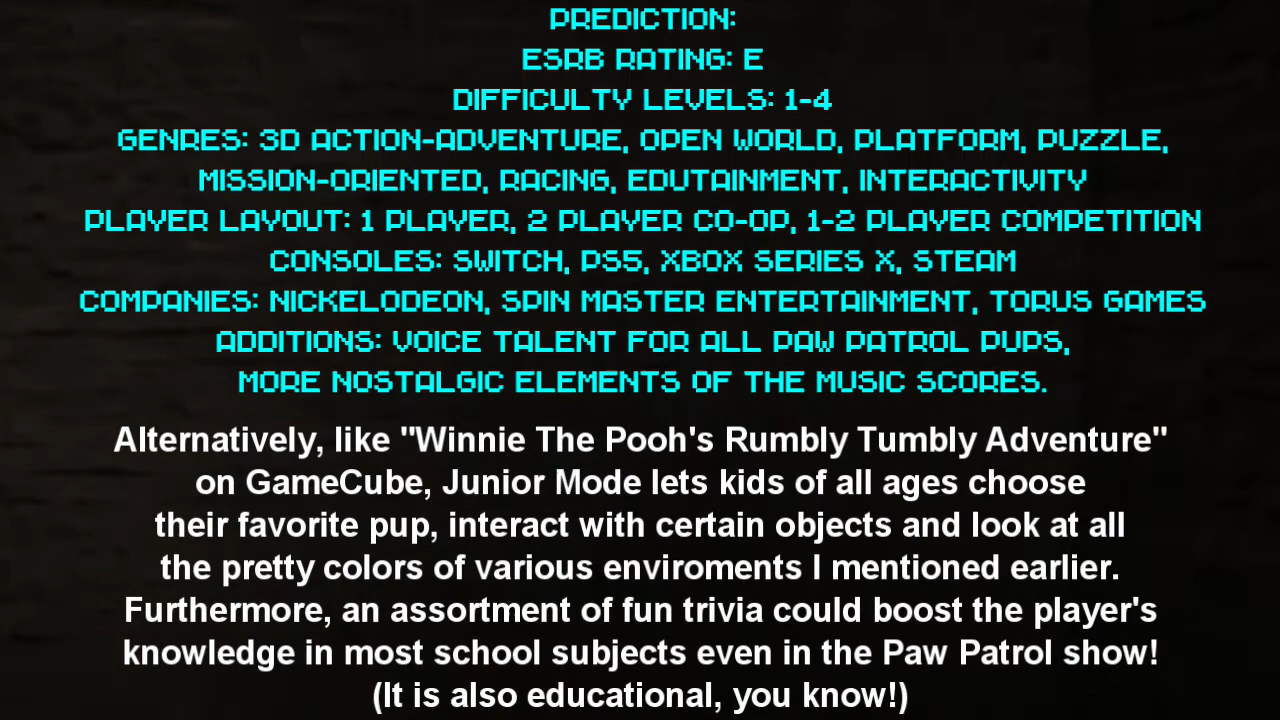 PREDICTION:
ESRB RATING: E
DIFFICULTY LEVELS: 1-4
GENRES: 3D ACTION-ADVENTURE, OPEN WORLD, PLATFORM, PUZZLE,
MISSION-ORIENTED, RACING, EDUTAINMENT, INTERACTIVITY
PLAYER LAYOUT: 1 PLAYER, 2 PLAYER CO-OP, 1-2 PLAYER COMPETITION
CONSOLES: SWITCH, PS5, XBOX SERIES X, STEAM
COMPANIES: NICKELODEON, SPIN MASTER ENTERTAINMENT, TORUS GAMES
ADDITIONS: VOICE TALENT FOR ALL PAW PATROL PUPS,
MORE NOSTALGIC ELEMENTS OF THE MUSIC SCORES.
Alternatively, like "Winnie The Pooh's Rumbly Tumbly Adventure"
on GameCube, Junior Mode lets kids of all ages choose
their favorite pup, interact with certain objects and look at all
the pretty colors of various enviroments I mentioned earlier.
Furthermore, an assortment of fun trivia could boost the player's
knowledge in most school subjects even in the Paw Patrol show!
(It is also educational, you know!)